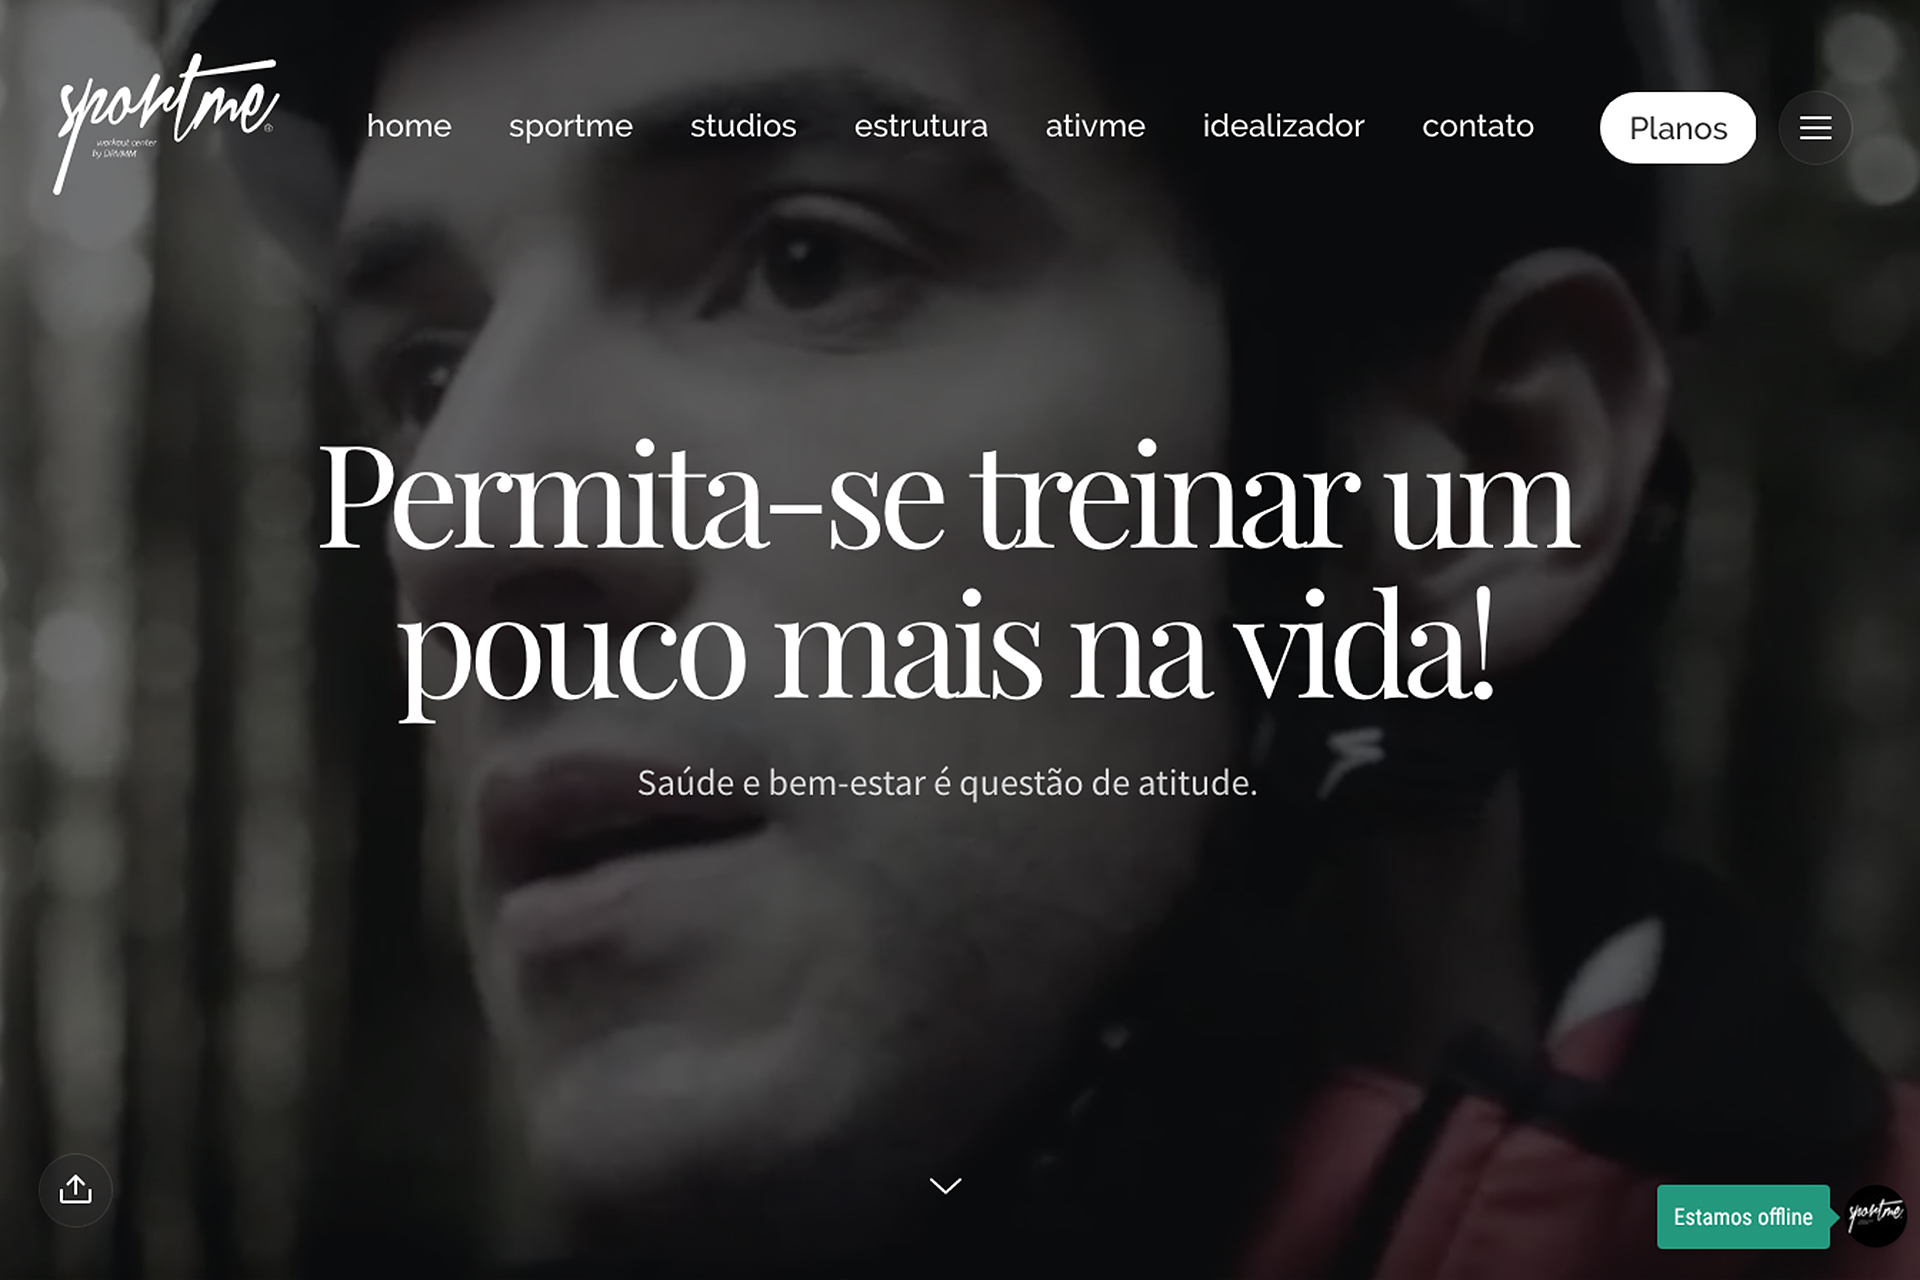 sportme®
workout center
by DRVMM
home sportme studios estrutura ativme idealizador contato Planos
Permita-se treinar um
pouco mais na vida!
Saúde e bem-estar é questão de atitude.
Estamos offline
sportme